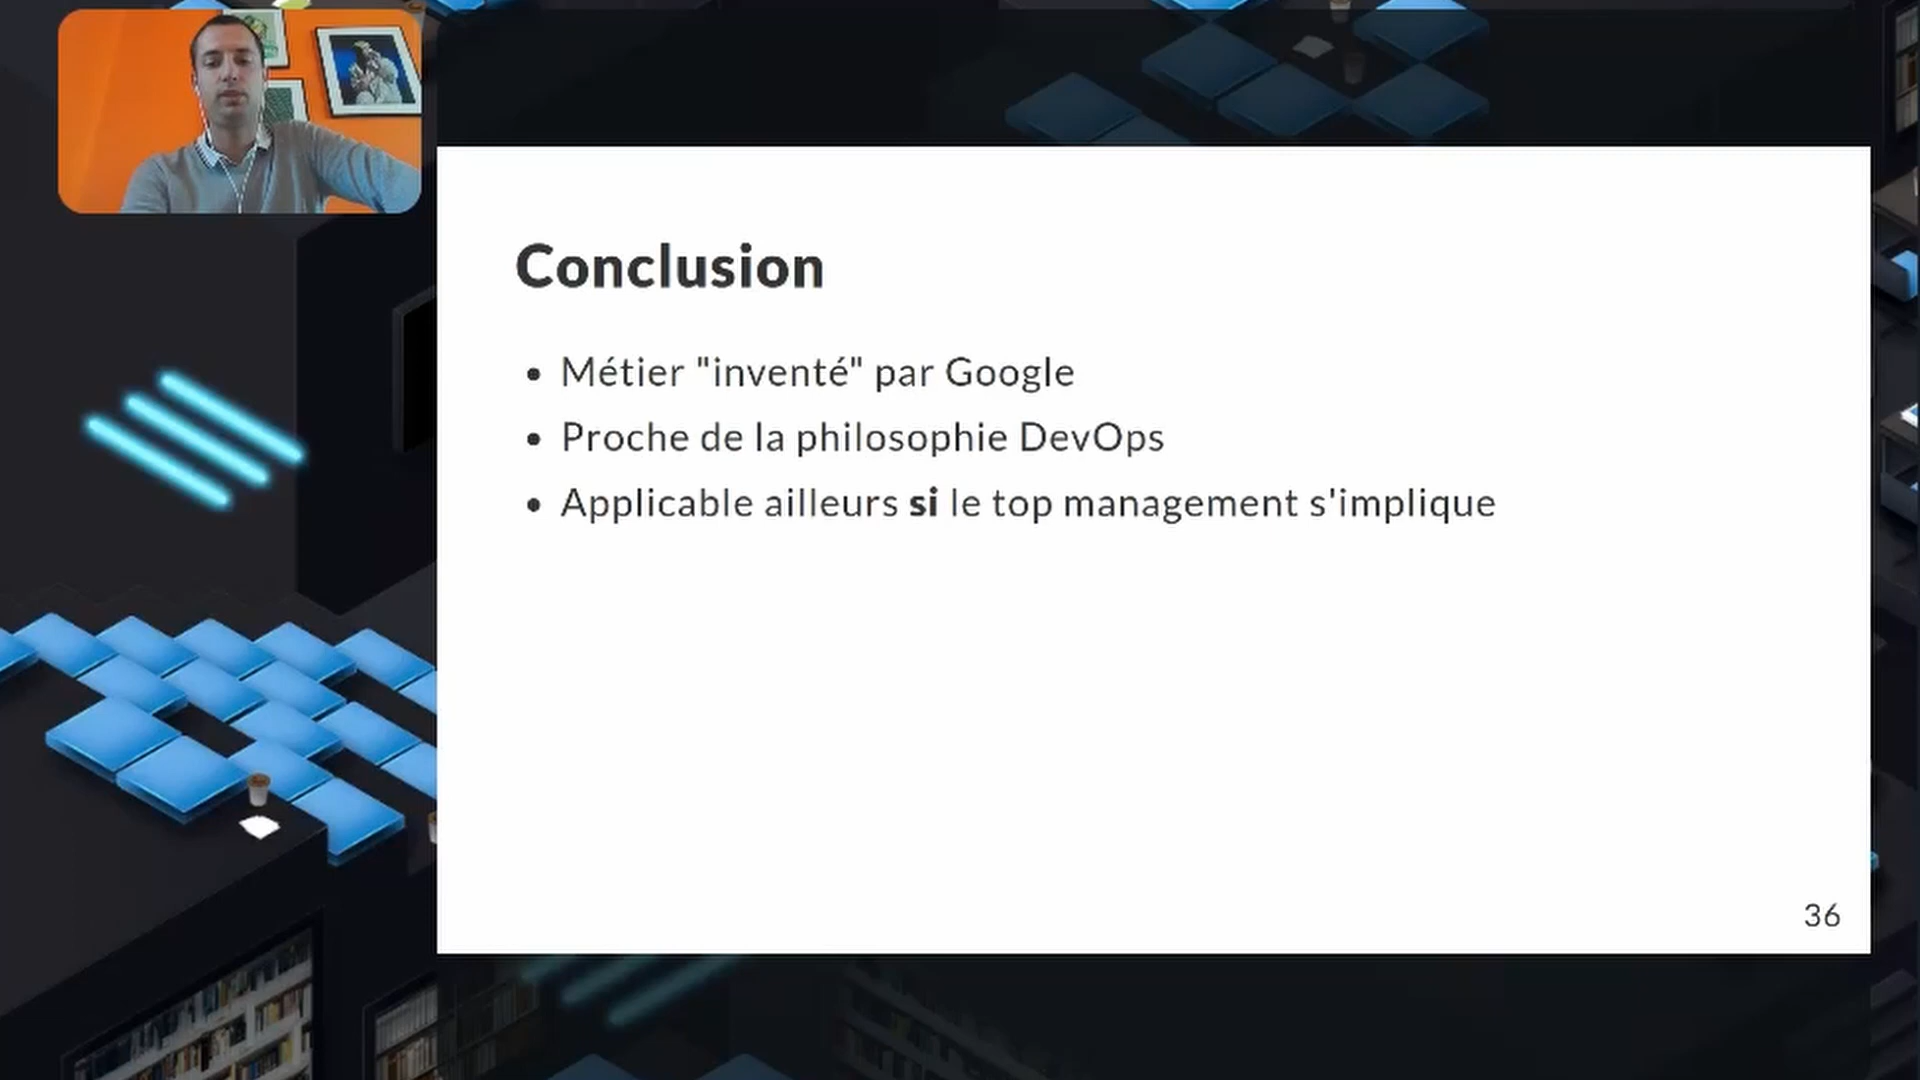 Conclusion
• Métier "inventé" par Google
• Proche de la philosophie DevOps
• Applicable ailleurs si le top management s'implique
36